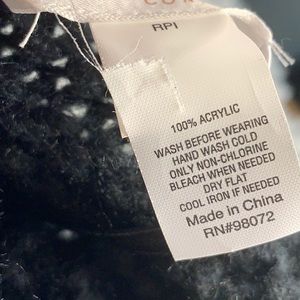 RPI
100% ACRYLIC
WASH BEFORE WEARING
HAND WASH COLD
ONLY NON-CHLORINE
BLEACH WHEN NEEDED
DRY FLAT
COOL IRON IF NEEDED
Made in China
RN#98072